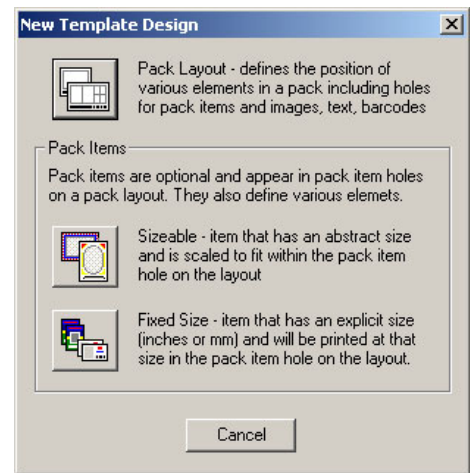 New Template Design
Pack Layout - defines the position of
various elements in a pack including holes
for pack items and images, text, barcodes
Pack Items
Pack items are optional and appear in pack item holes
on a pack layout. They also define various elemets.
Sizeable - item that has an abstract size
and is scaled to fit within the pack item
hole on the layout
Fixed Size - item that has an explicit size
(inches or mm) and will be printed at that
size in the pack item hole on the layout.
Cancel